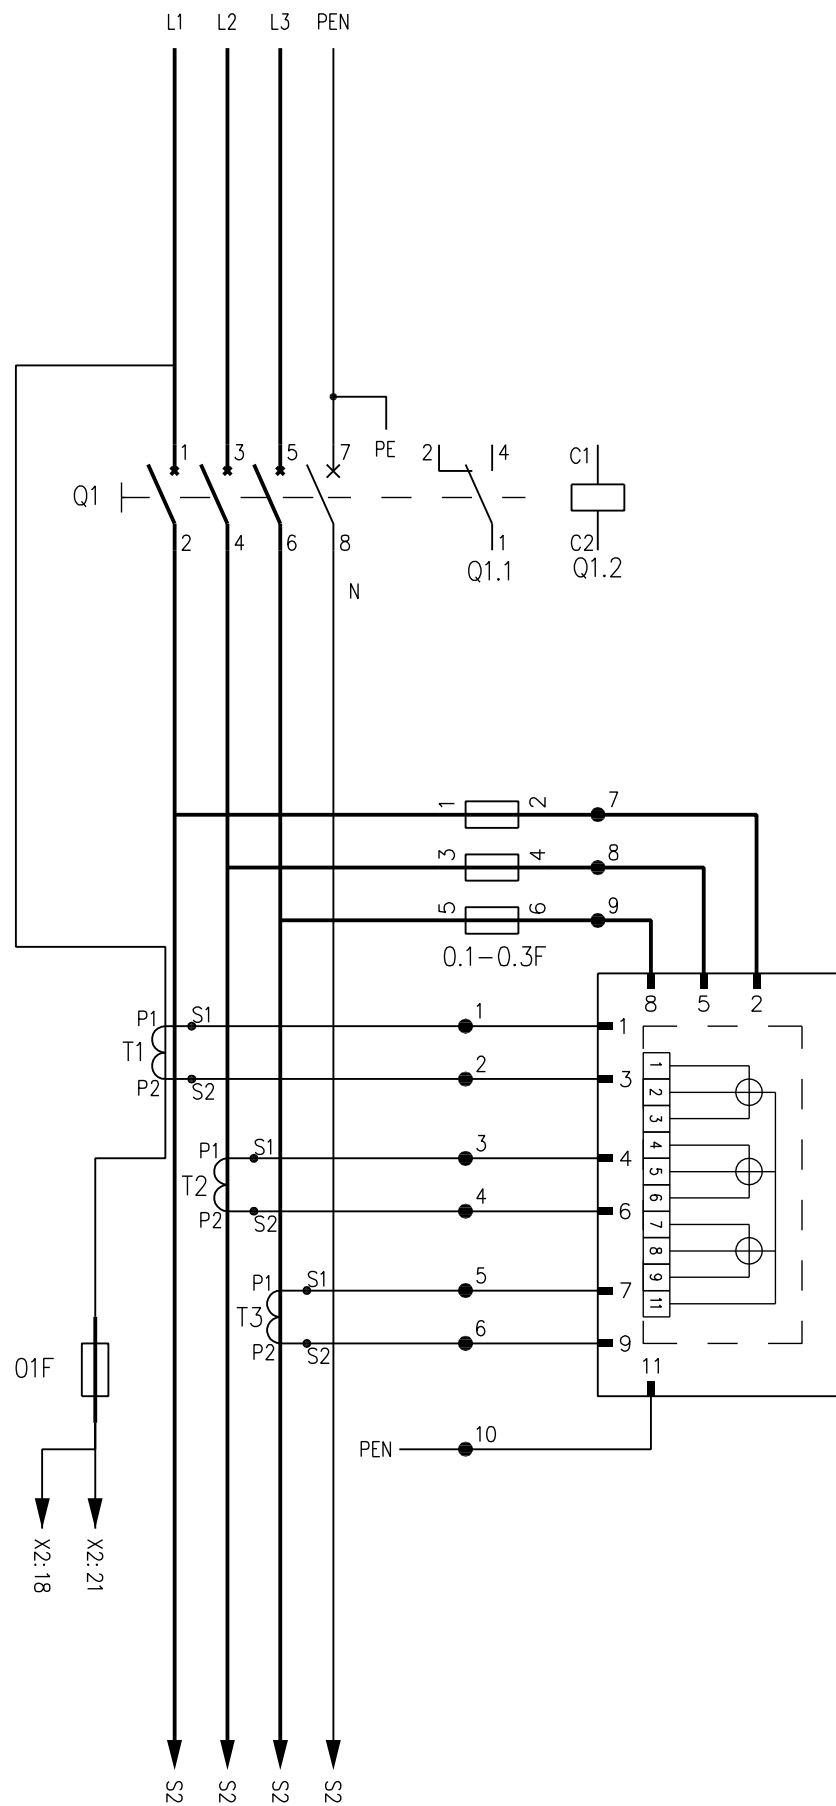 L1 L2 L3 PEN
PE
1 3 5 7 2 4 C1
Q1
2 4 6 8 1 C2
Q1.1 Q1.2
N
1 2 7
3 4 8
5 6 9
0.1-0.3F
8 5 2
P1 S1 1 1
T1
P2 S2 2 3
P1 S1 3 4
T2
P2 S2 4 6
P1 S1 5 7
T3
P2 S2 6 9
1
2
3
4
5
6
7
8
9
11
11
01F
PEN 10
X2:18 X2:21
S2 S2 S2 S2